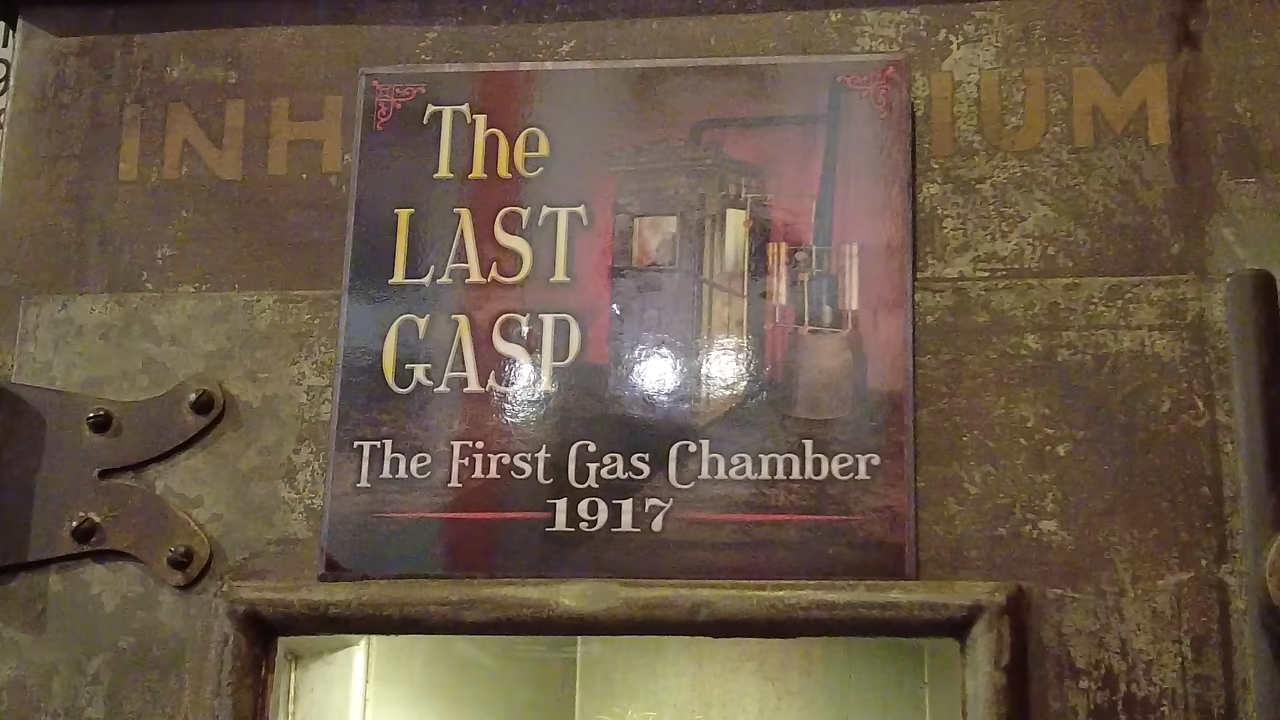 INH IUM
The
LAST
GASP
The First Gas Chamber
1917